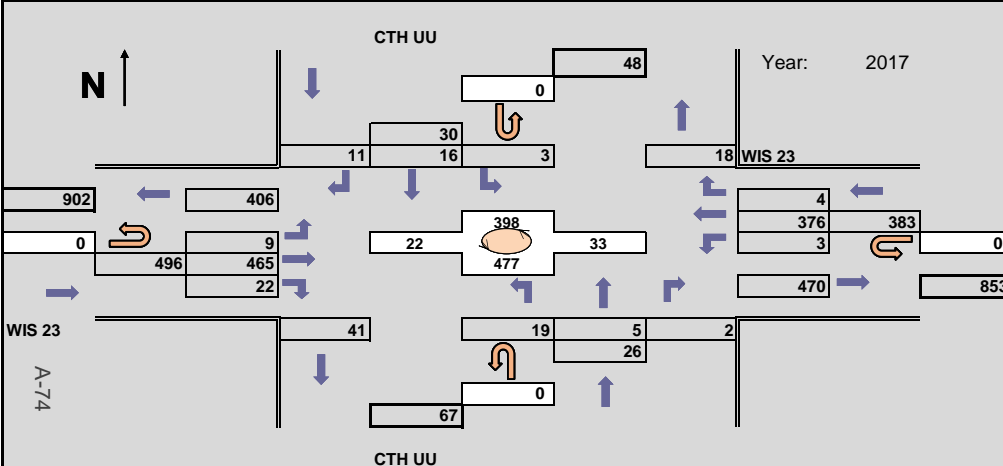 CTH UU
48
Year: 2017
N
0
30
11 16 3 18 WIS 23
902 406 4
398 376 383
0 9 22 33 3 0
496 465 477
22 470 853
WIS 23 41 19 5 2
26
A-74
0
67
CTH UU